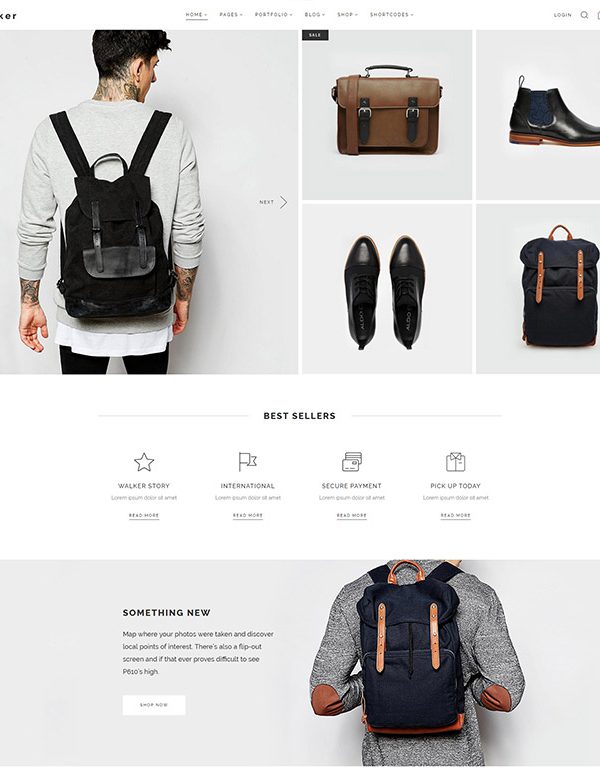 ker
HOME PAGES PORTFOLIO BLOG SHOP SHORTCODES LOGIN
SALE
NEXT
ALDO ALDO
BEST SELLERS
WALKER STORY INTERNATIONAL SECURE PAYMENT PICK UP TODAY
Lorem ipsum dolor sit amet Lorem ipsum dolor sit amet Lorem ipsum dolor sit amet Lorem ipsum dolor sit amet
READ MORE READ MORE READ MORE READ MORE
SOMETHING NEW
Map where your photos were taken and discover
local points of interest. There's also a flip-out
screen and if that ever proves difficult to see
P610's high.
SHOP NOW